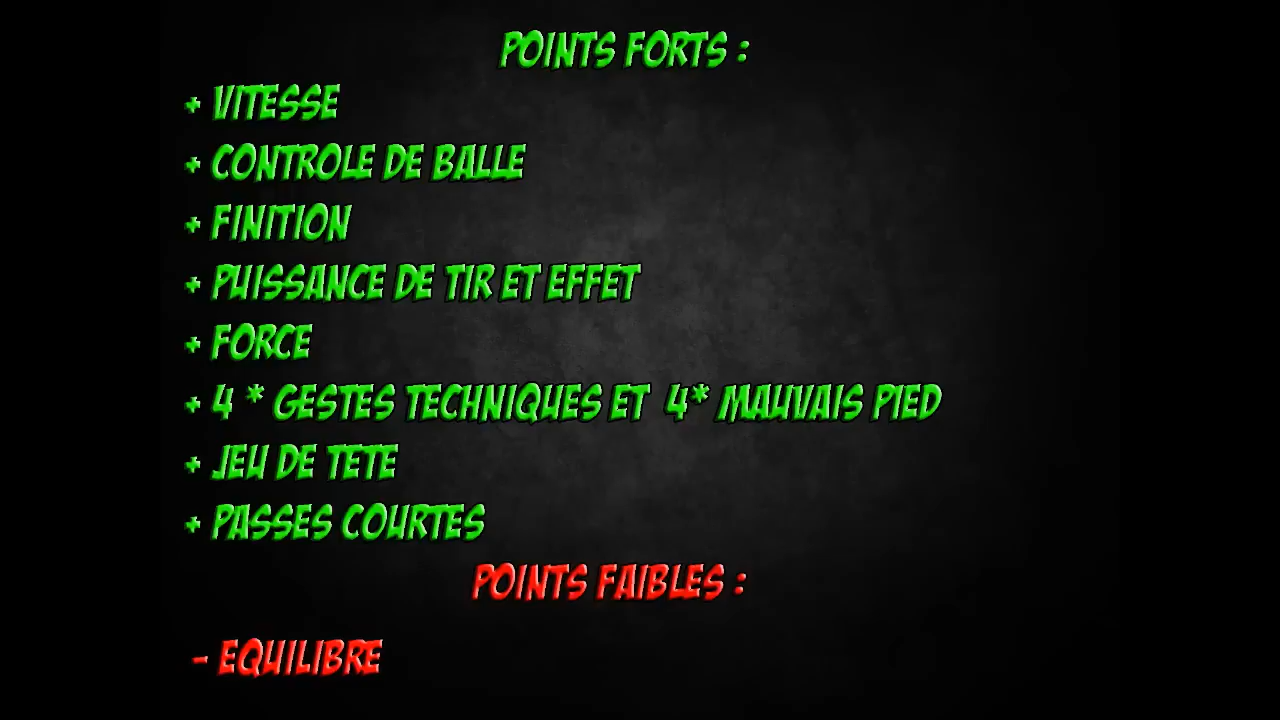 POINTS FORTS :
+ VITESSE
+ CONTROLE DE BALLE
+ FINITION
+ PUISSANCE DE TIR ET EFFET
+ FORCE
+ 4 * GESTES TECHNIQUES ET 4* MAUVAIS PIED
+ JEU DE TETE
+ PASSES COURTES
POINTS FAIBLES :
- EQUILIBRE